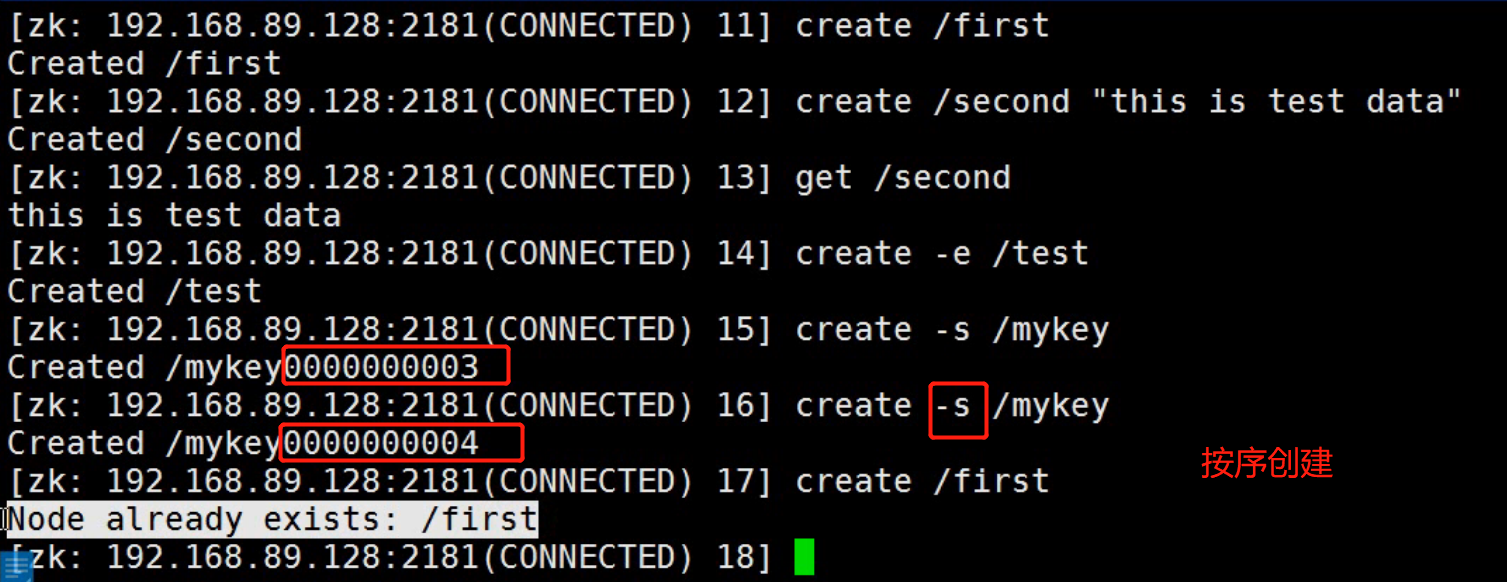 [zk: 192.168.89.128:2181(CONNECTED) 11] create /first
Created /first
[zk: 192.168.89.128:2181(CONNECTED) 12] create /second "this is test data"
Created /second
[zk: 192.168.89.128:2181(CONNECTED) 13] get /second
this is test data
[zk: 192.168.89.128:2181(CONNECTED) 14] create -e /test
Created /test
[zk: 192.168.89.128:2181(CONNECTED) 15] create -s /mykey
Created /mykey0000000003
[zk: 192.168.89.128:2181(CONNECTED) 16] create -s /mykey
Created /mykey0000000004
按序创建
[zk: 192.168.89.128:2181(CONNECTED) 17] create /first
Node already exists: /first
[zk: 192.168.89.128:2181(CONNECTED) 18]